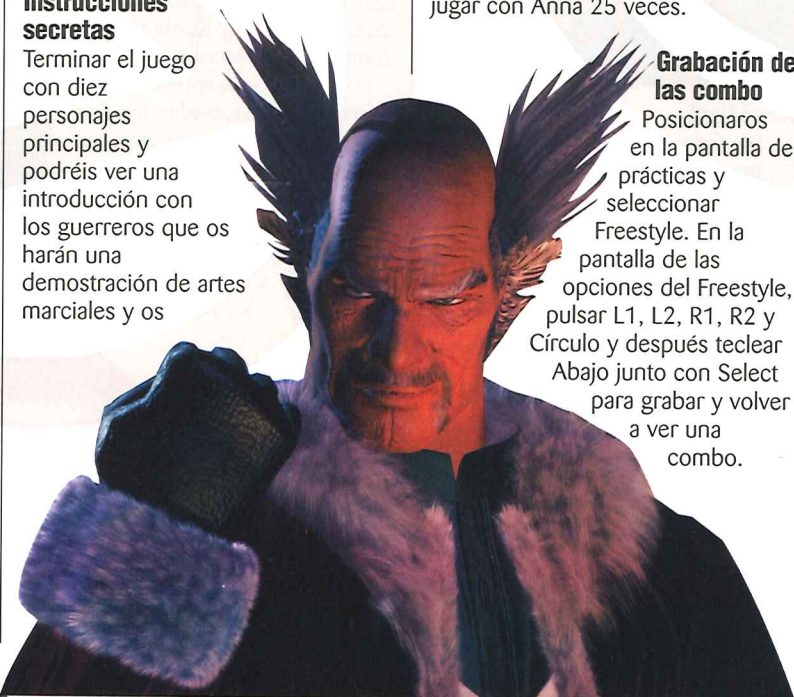 Instrucciones
secretas
Terminar el juego
con diez
personajes
principales y
podréis ver una
introducción con
los guerreros que os
harán una
demostración de artes
marciales y os
jugar con Anna 25 veces.
Grabación de
las combo
Posicionaros
en la pantalla de
prácticas y
seleccionar
Freestyle. En la
pantalla de las
opciones del Freestyle,
pulsar L1, L2, R1, R2 y
Círculo y después teclear
Abajo junto con Select
para grabar y volver
a ver una
combo.